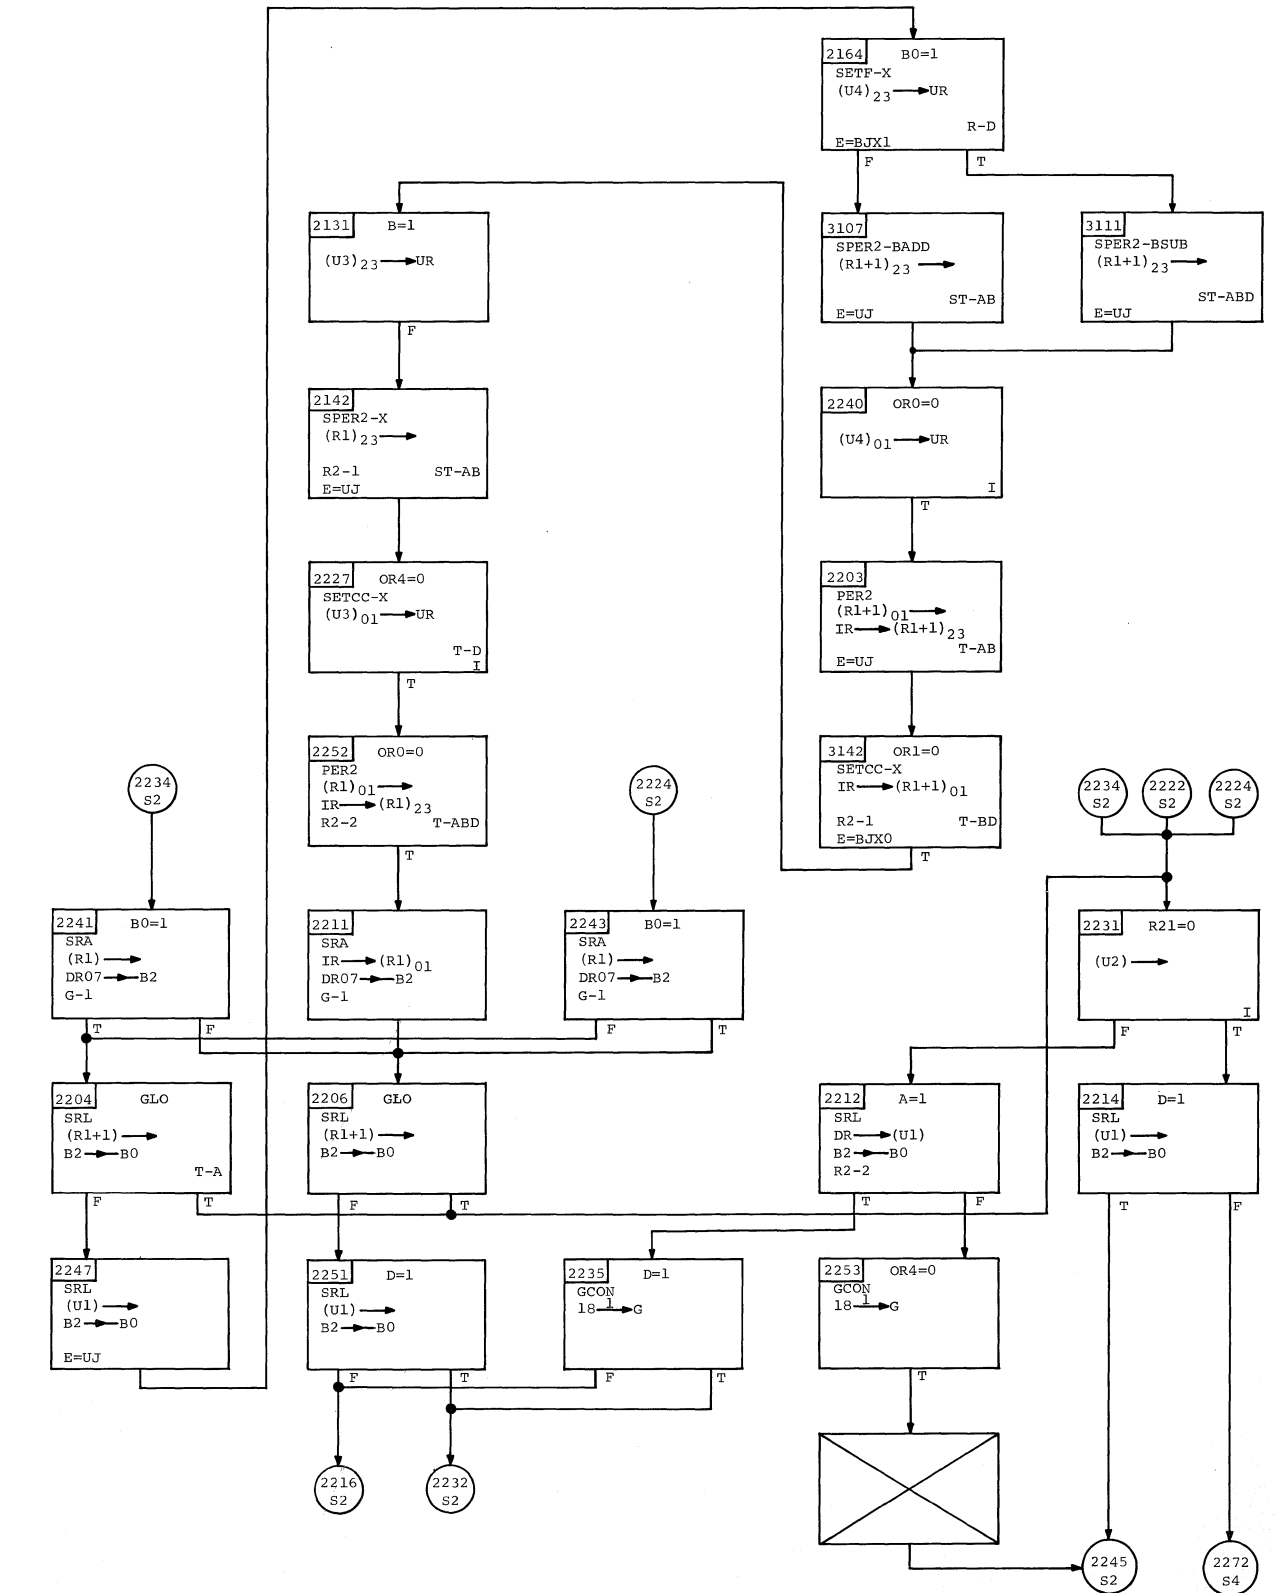 2164 B0=1
SETF-X
(U4)23 → UR
R-D
E=BJX1
F T
2131 B=1
(U3)23 → UR
F
3107
SPER2-BADD
(R1+1)23 →
ST-AB
E=UJ
3111
SPER2-BSUB
(R1+1)23 →
ST-ABD
E=UJ
2142
SPER2-X
(R1)23 →
R2-1 ST-AB
E=UJ
2240 OR0=0
(U4)01 → UR
I
T
2227 OR4=0
SETCC-X
(U3)01 → UR
T-D
I
T
2203
PER2
(R1+1)01 →
IR → (R1+1)23
T-AB
E=UJ
2252 OR0=0
PER2
(R1)01 →
IR → (R1)23
R2-2 T-ABD
T
3142 OR1=0
SETCC-X
IR → (R1+1)01
R2-1 T-BD
E=BJX0
T
2234
S2
2224
S2
2234
S2
2222
S2
2224
S2
2241 B0=1
SRA
(R1) →
DR07 → B2
G-1
T F
2211
SRA
IR → (R1)01
DR07 → B2
G-1
2243 B0=1
SRA
(R1) →
DR07 → B2
G-1
F T
2231 R21=0
(U2) →
I
F T
2204 GLO
SRL
(R1+1) →
B2 → B0
T-A
F T
2206 GLO
SRL
(R1+1) →
B2 → B0
F T
2212 A=1
SRL
DR → (U1)
B2 → B0
R2-2
T F
2214 D=1
SRL
(U1) →
B2 → B0
T F
2247
SRL
(U1) →
B2 → B0
E=UJ
2251 D=1
SRL
(U1) →
B2 → B0
F T
2235 D=1
GCON
18 1→ G
F T
2253 OR4=0
GCON
18 1→ G
T
2216
S2
2232
S2
2245
S2
2272
S4